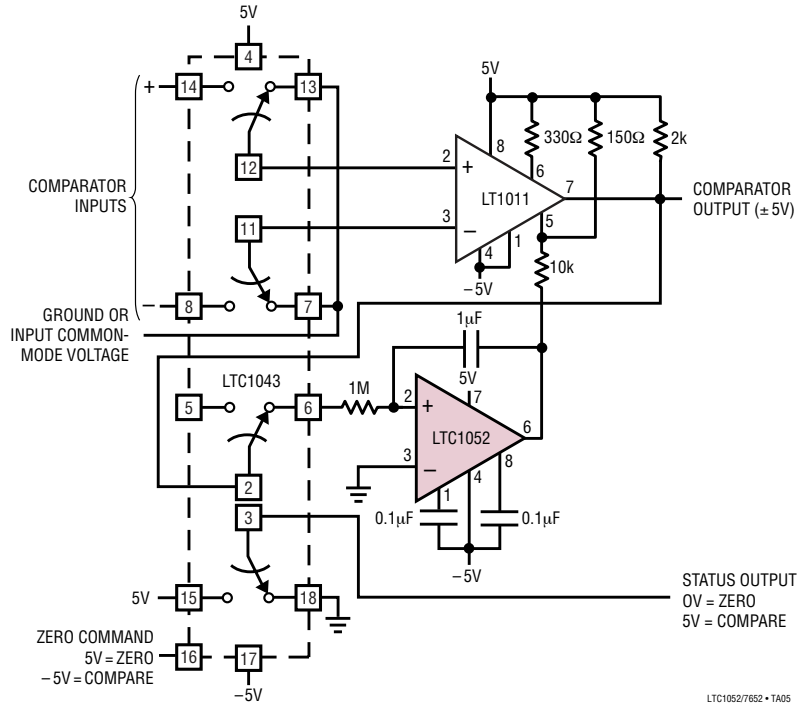 5V
4
+
14
13
12
COMPARATOR
INPUTS
11
−
8
7
GROUND OR
INPUT COMMON-
MODE VOLTAGE
5V
8
330Ω
150Ω
2k
6
2
+
LT1011
7
COMPARATOR
OUTPUT (±5V)
3
−
5
1
4
−5V
10k
1µF
LTC1043
5
6
1M
5V
7
2
+
LTC1052
6
3
−
8
4
1
2
3
0.1µF
0.1µF
−5V
5V
15
18
STATUS OUTPUT
0V = ZERO
5V = COMPARE
ZERO COMMAND
5V = ZERO
−5V = COMPARE
16
17
−5V
LTC1052/7652 • TA05